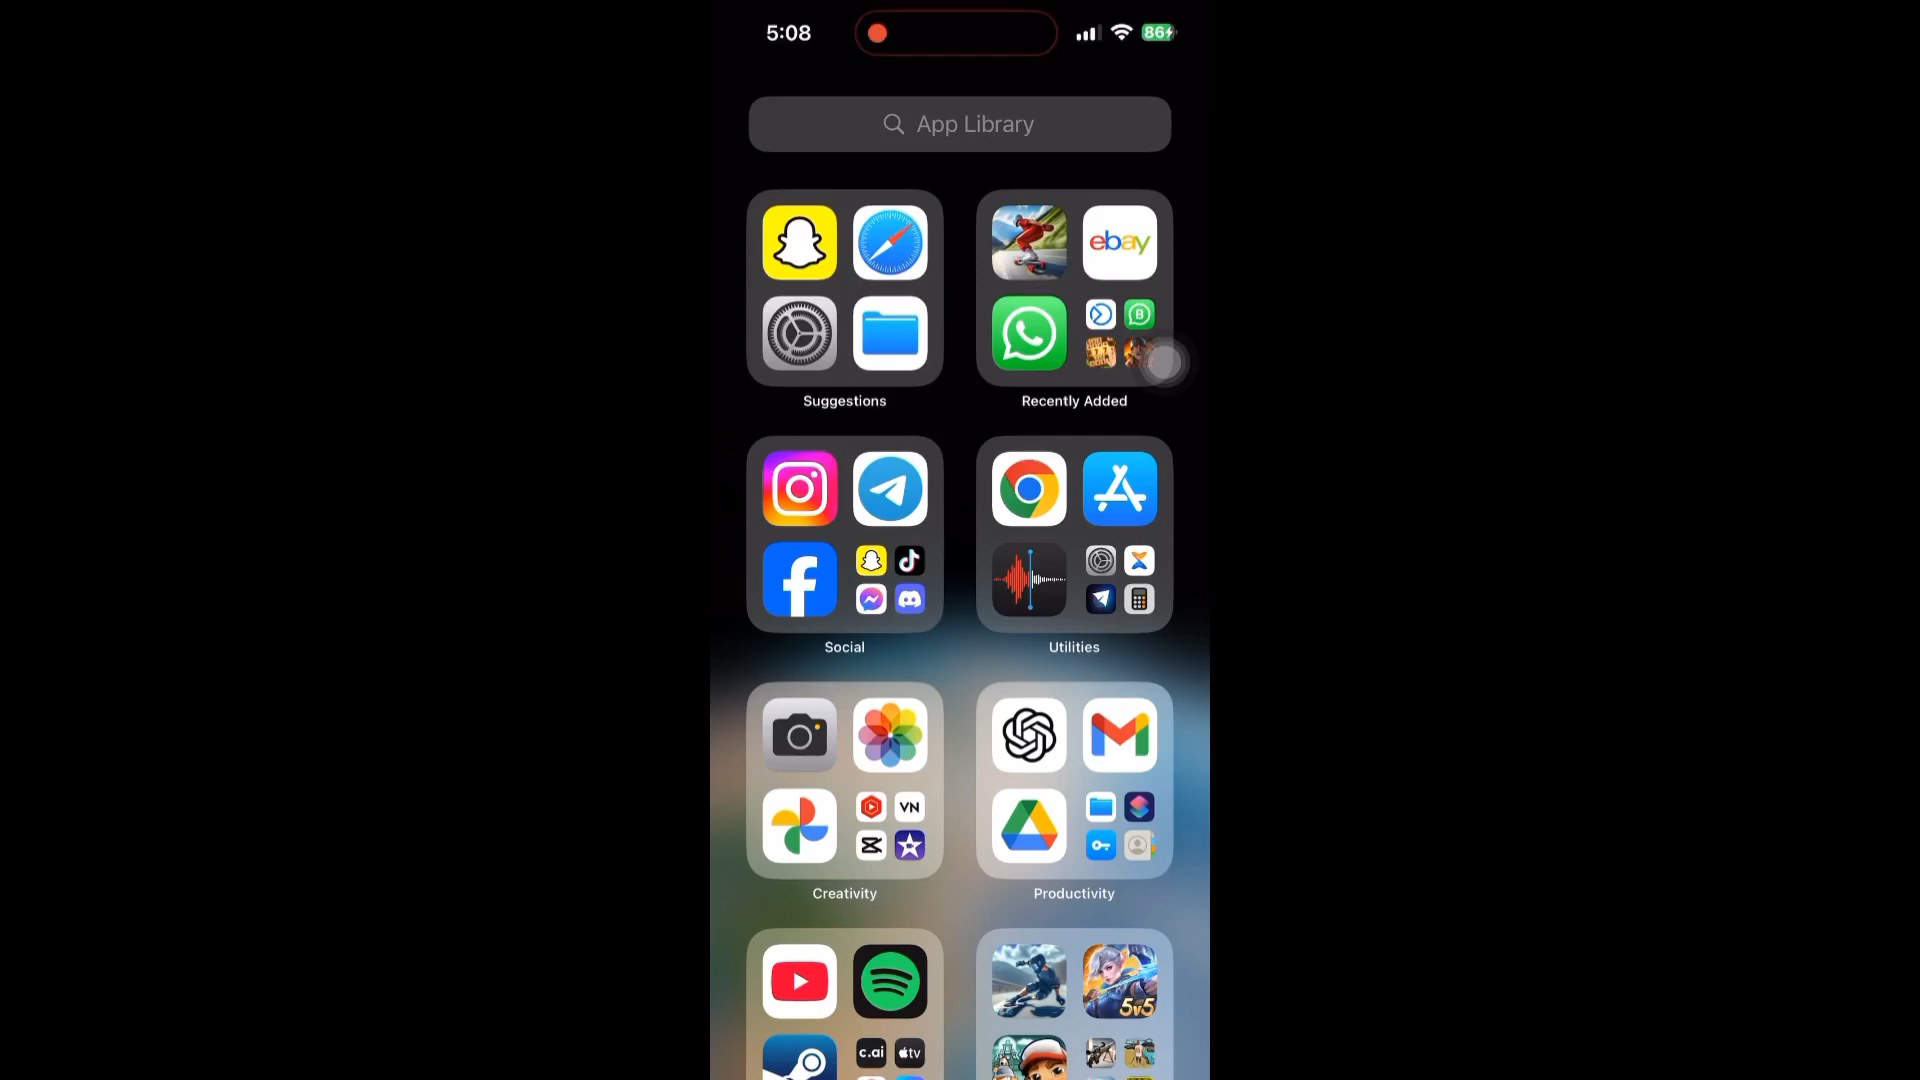 5:08
86
App Library
ebay
B
Suggestions
Recently Added
Social
Utilities
VN
Creativity
Productivity
5v5
c.ai
tv